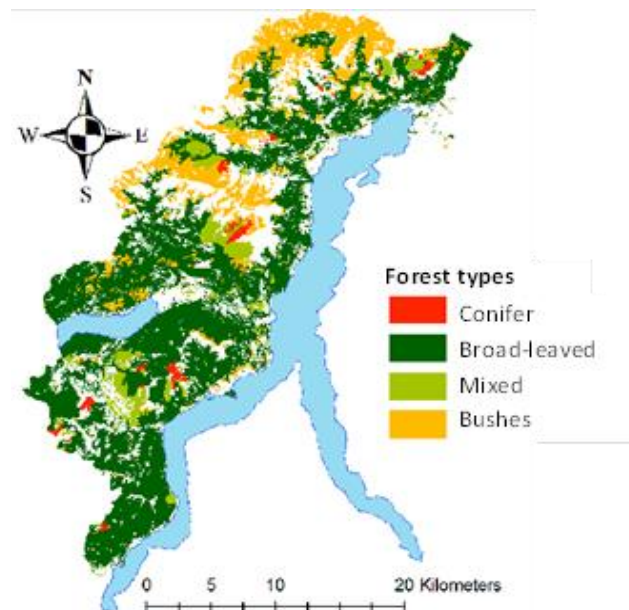 N
W E
S
Forest types
Conifer
Broad-leaved
Mixed
Bushes
0 5 10 20 Kilometers